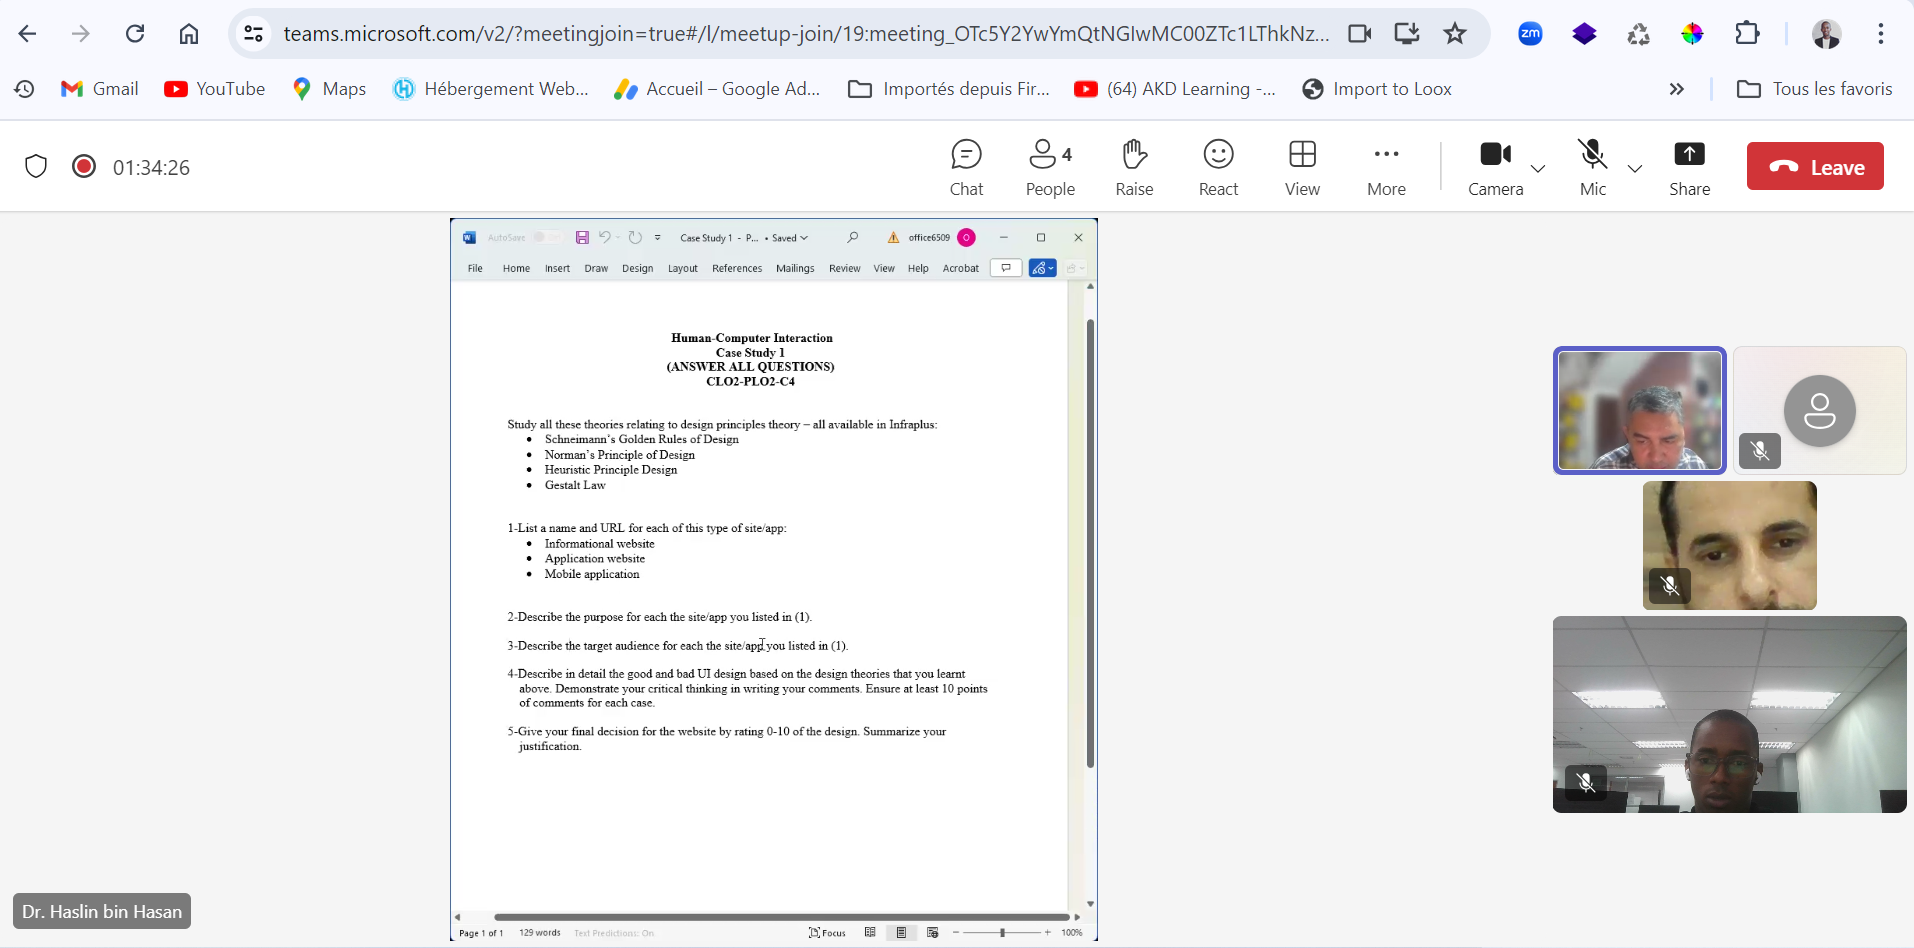 teams.microsoft.com/v2/?meetingjoin=true#/l/meetup-join/19:meeting_OTc5Y2YwYmQtNGIwMC00ZTc1LThkNz...
zm
Gmail
YouTube
Maps
Hébergement Web...
Accueil – Google Ad...
Importés depuis Fir...
(64) AKD Learning -...
Import to Loox
»
Tous les favoris
01:34:26
Chat
4
People
Raise
React
View
More
Camera
Mic
Share
Leave
AutoSave
Case Study 1 - P... • Saved
office6509
O
File Home Insert Draw Design Layout References Mailings Review View Help Acrobat
Human-Computer Interaction
Case Study 1
(ANSWER ALL QUESTIONS)
CLO2-PLO2-C4
Study all these theories relating to design principles theory – all available in Infraplus:
• Schneimann's Golden Rules of Design
• Norman's Principle of Design
• Heuristic Principle Design
• Gestalt Law
1-List a name and URL for each of this type of site/app:
• Informational website
• Application website
• Mobile application
2-Describe the purpose for each the site/app you listed in (1).
3-Describe the target audience for each the site/app you listed in (1).
4-Describe in detail the good and bad UI design based on the design theories that you learnt
above. Demonstrate your critical thinking in writing your comments. Ensure at least 10 points
of comments for each case.
5-Give your final decision for the website by rating 0-10 of the design. Summarize your
justification.
Page 1 of 1 129 words Text Predictions: On Focus 100%
Dr. Haslin bin Hasan